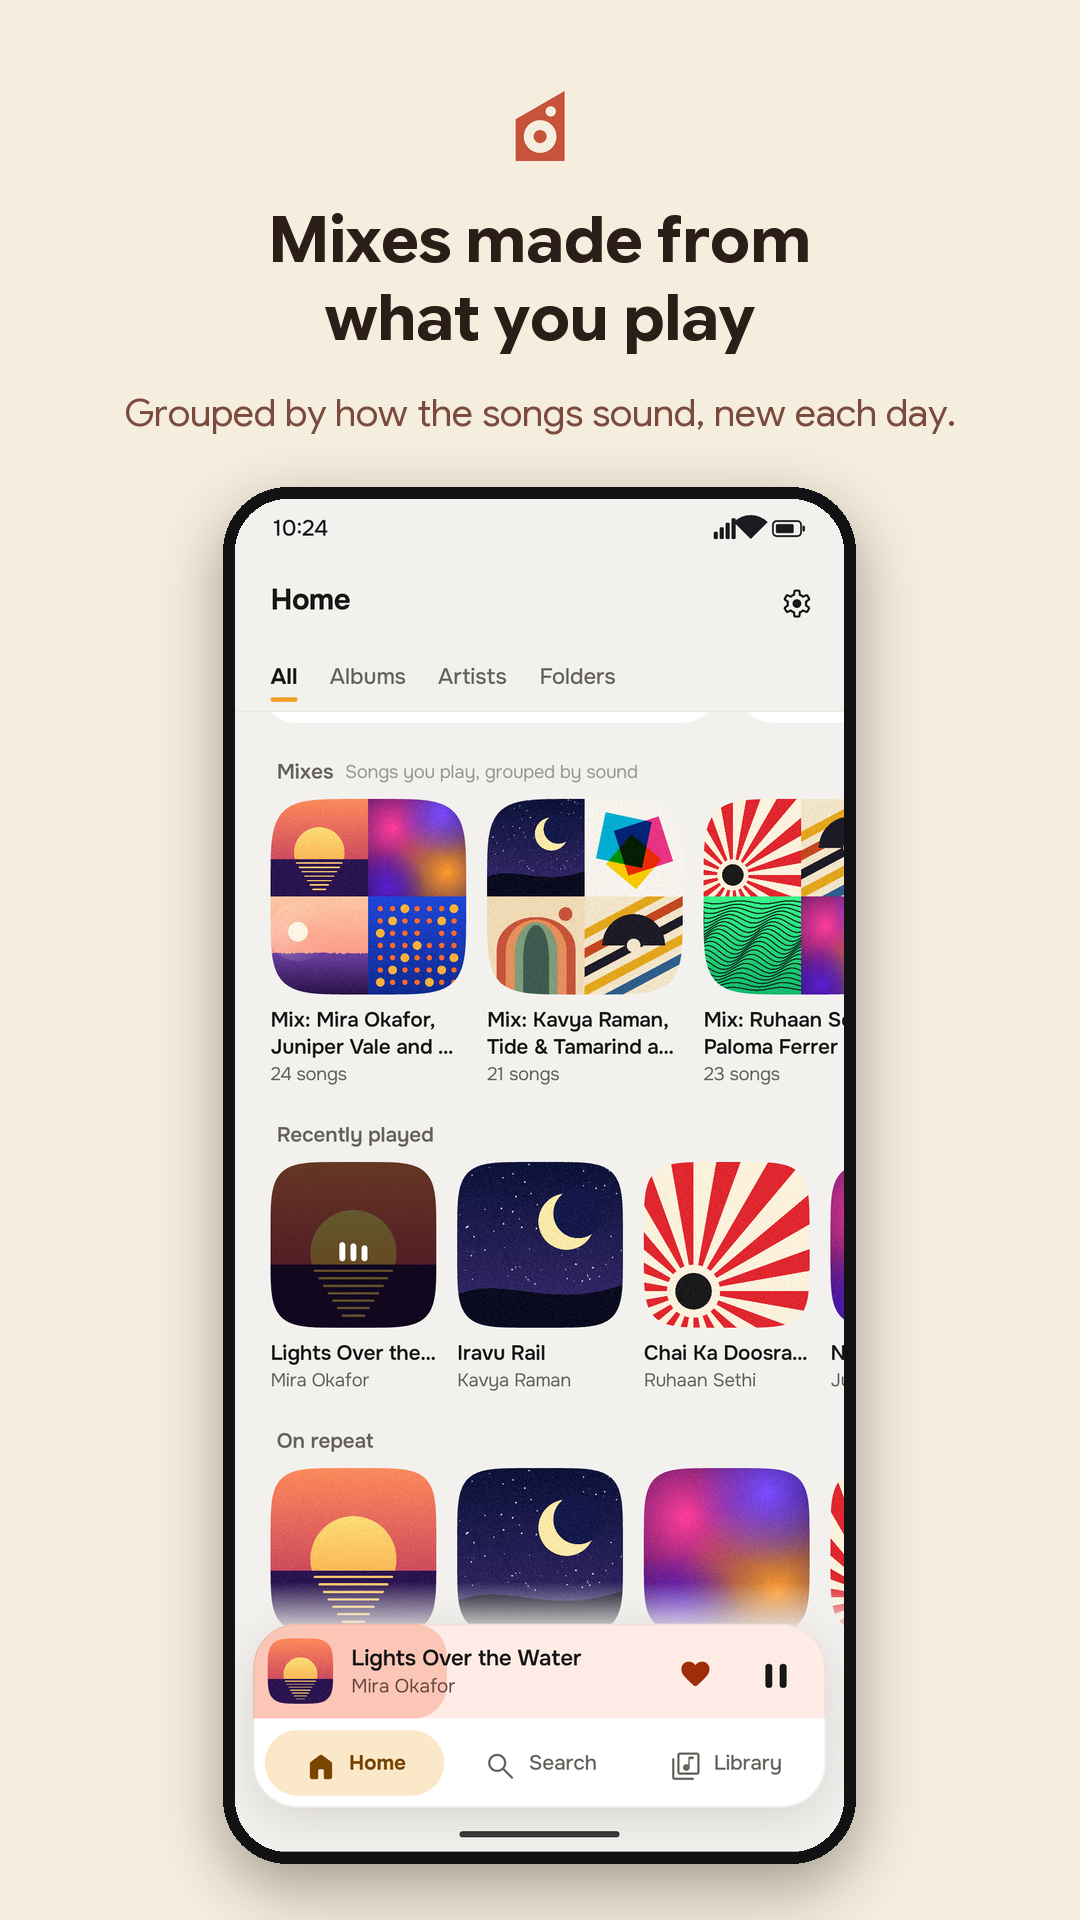 Mixes made from
what you play
Grouped by how the songs sound, new each day.
10:24
Home
All Albums Artists Folders
Mixes Songs you play, grouped by sound
Mix: Mira Okafor,
Juniper Vale and ...
24 songs
Mix: Kavya Raman,
Tide & Tamarind a...
21 songs
Mix: Ruhaan S
Paloma Ferrer
23 songs
Recently played
Lights Over the...
Mira Okafor
Iravu Rail
Kavya Raman
Chai Ka Doosra...
Ruhaan Sethi
On repeat
Lights Over the Water
Mira Okafor
Home Search Library